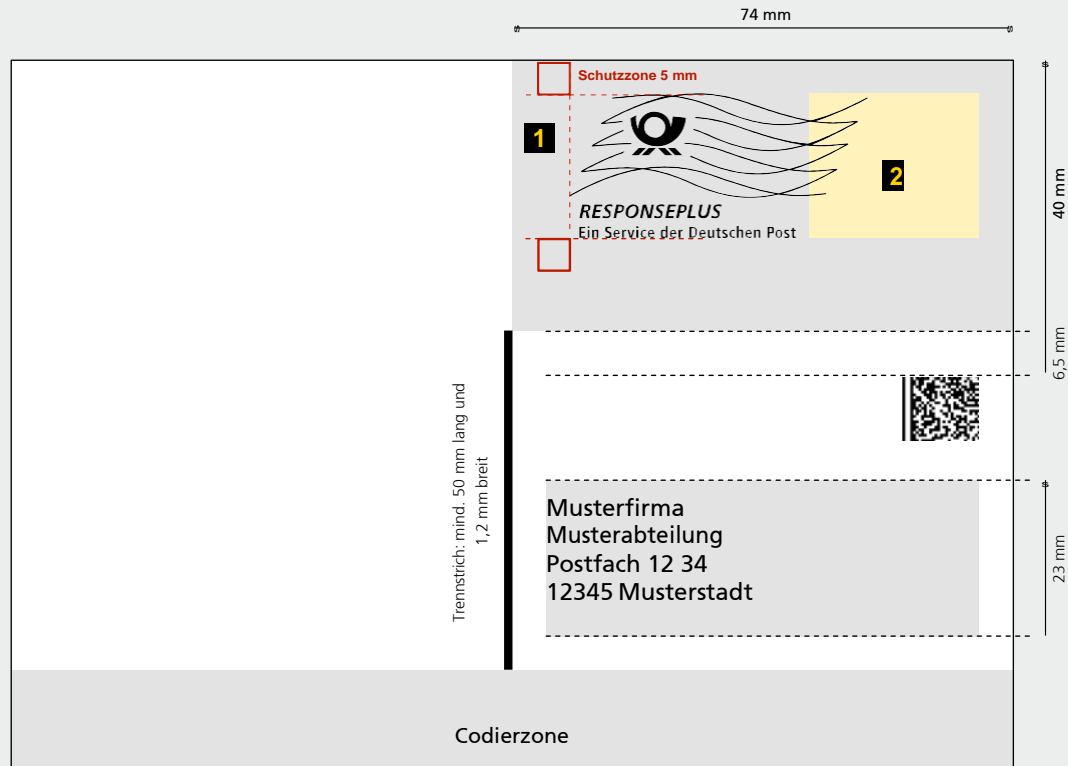 74 mm
Schutzzone 5 mm
1
2
RESPONSEPLUS
Ein Service der Deutschen Post
40 mm
6,5 mm
Trennstrich: mind. 50 mm lang und
1,2 mm breit
Musterfirma
Musterabteilung
Postfach 12 34
12345 Musterstadt
23 mm
Codierzone